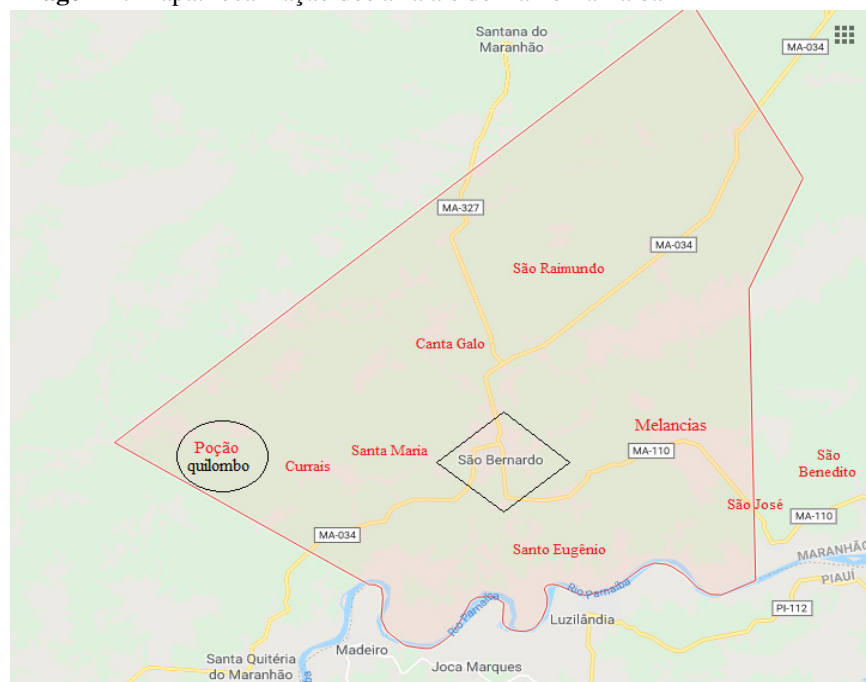 Santana do
Maranhão
MA-034
MA-327
MA-034
São Raimundo
Canta Galo
Melancias
Poção
quilombo
Currais
Santa Maria
São Bernardo
MA-110
São
Benedito
São José
MA-110
MA-034
Santo Eugênio
MARANHÃO
PIAUÍ
Rio Parnaíba
Rio Parnaíba
PI-112
Luzilândia
Madeiro
Santa Quitéria
do Maranhão
Joca Marques